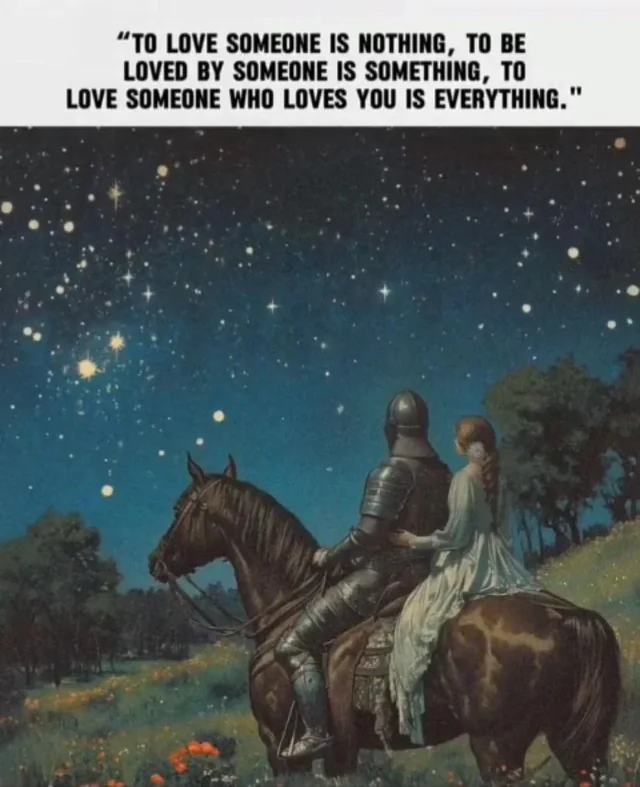 “TO LOVE SOMEONE IS NOTHING, TO BE
LOVED BY SOMEONE IS SOMETHING, TO
LOVE SOMEONE WHO LOVES YOU IS EVERYTHING."